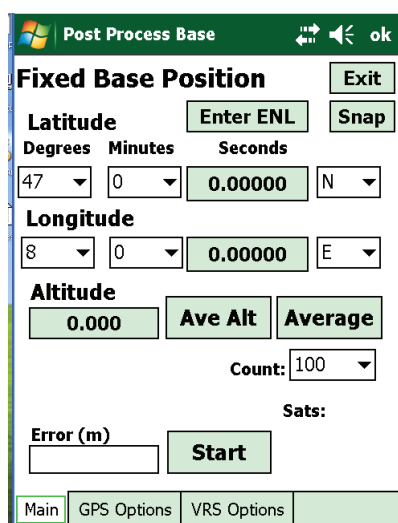 Post Process Base ok
Fixed Base Position Exit
Latitude Enter ENL Snap
Degrees Minutes Seconds
47 0 0.00000 N
Longitude
8 0 0.00000 E
Altitude
0.000 Ave Alt Average
Count: 100
Sats:
Error (m)
Start
Main GPS Options VRS Options